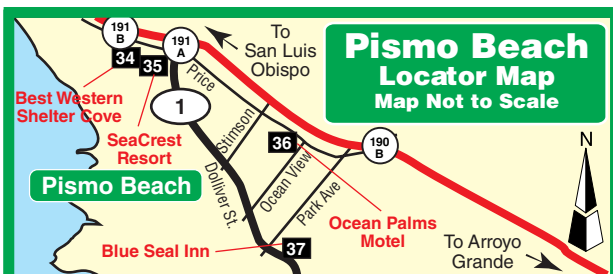 191
B
191
A
To
San Luis
Obispo
Pismo Beach
Locator Map
Map Not to Scale
34
35
Best Western
Shelter Cove
Price
1
SeaCrest
Resort
Stimson
36
190
B
N
Pismo Beach
Dolliver St.
Ocean View
Park Ave
Ocean Palms
Motel
Blue Seal Inn
37
To Arroyo
Grande